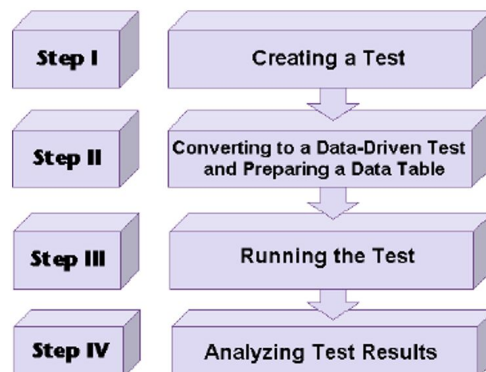 Step I
Creating a Test
Step II
Converting to a Data-Driven Test
and Preparing a Data Table
Step III
Running the Test
Step IV
Analyzing Test Results